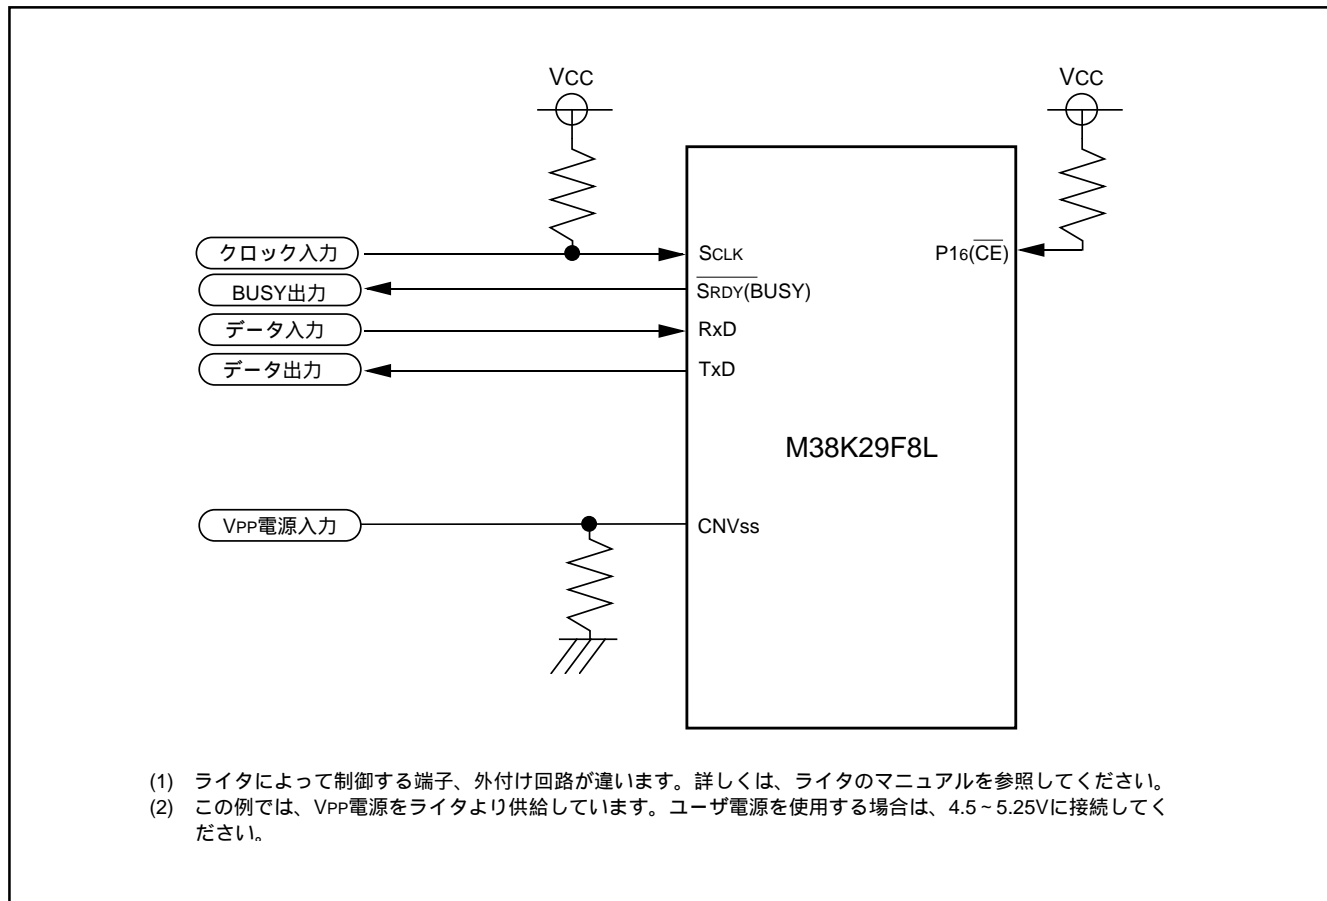 VCC
VCC
クロック入力
SCLK
P16(CE)
BUSY出力
SRDY(BUSY)
データ入力
RxD
データ出力
TxD
M38K29F8L
VPP電源入力
CNVss
(1) ライタによって制御する端子、外付け回路が違います。詳しくは、ライタのマニュアルを参照してください。
(2) この例では、VPP電源をライタより供給しています。ユーザ電源を使用する場合は、4.5~5.25Vに接続してく
ださい。